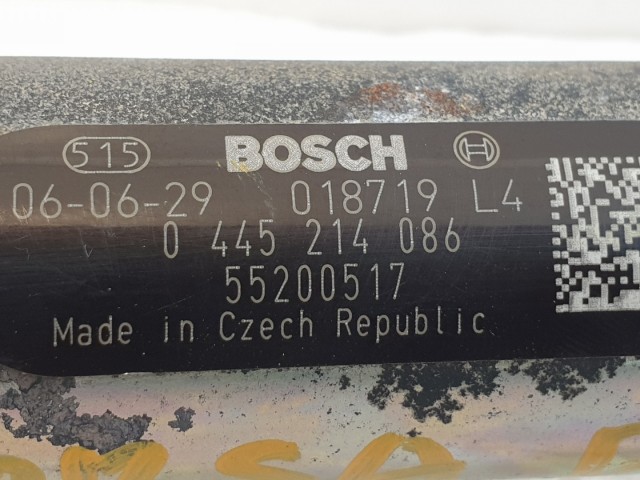 515 BOSCH
06-06-29 018719 L4
0 445 214 086
55200517
Made in Czech Republic